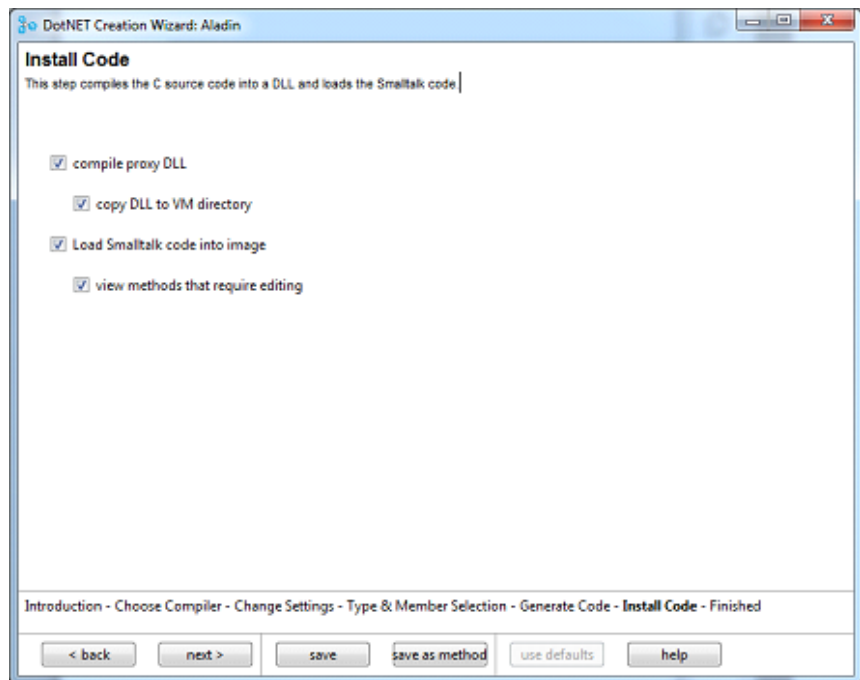 DotNET Creation Wizard: Aladin
Install Code
This step compiles the C source code into a DLL and loads the Smalltalk code.
compile proxy DLL
copy DLL to VM directory
Load Smalltalk code into image
view methods that require editing
Introduction - Choose Compiler - Change Settings - Type & Member Selection - Generate Code - Install Code - Finished
< back next > save save as method use defaults help